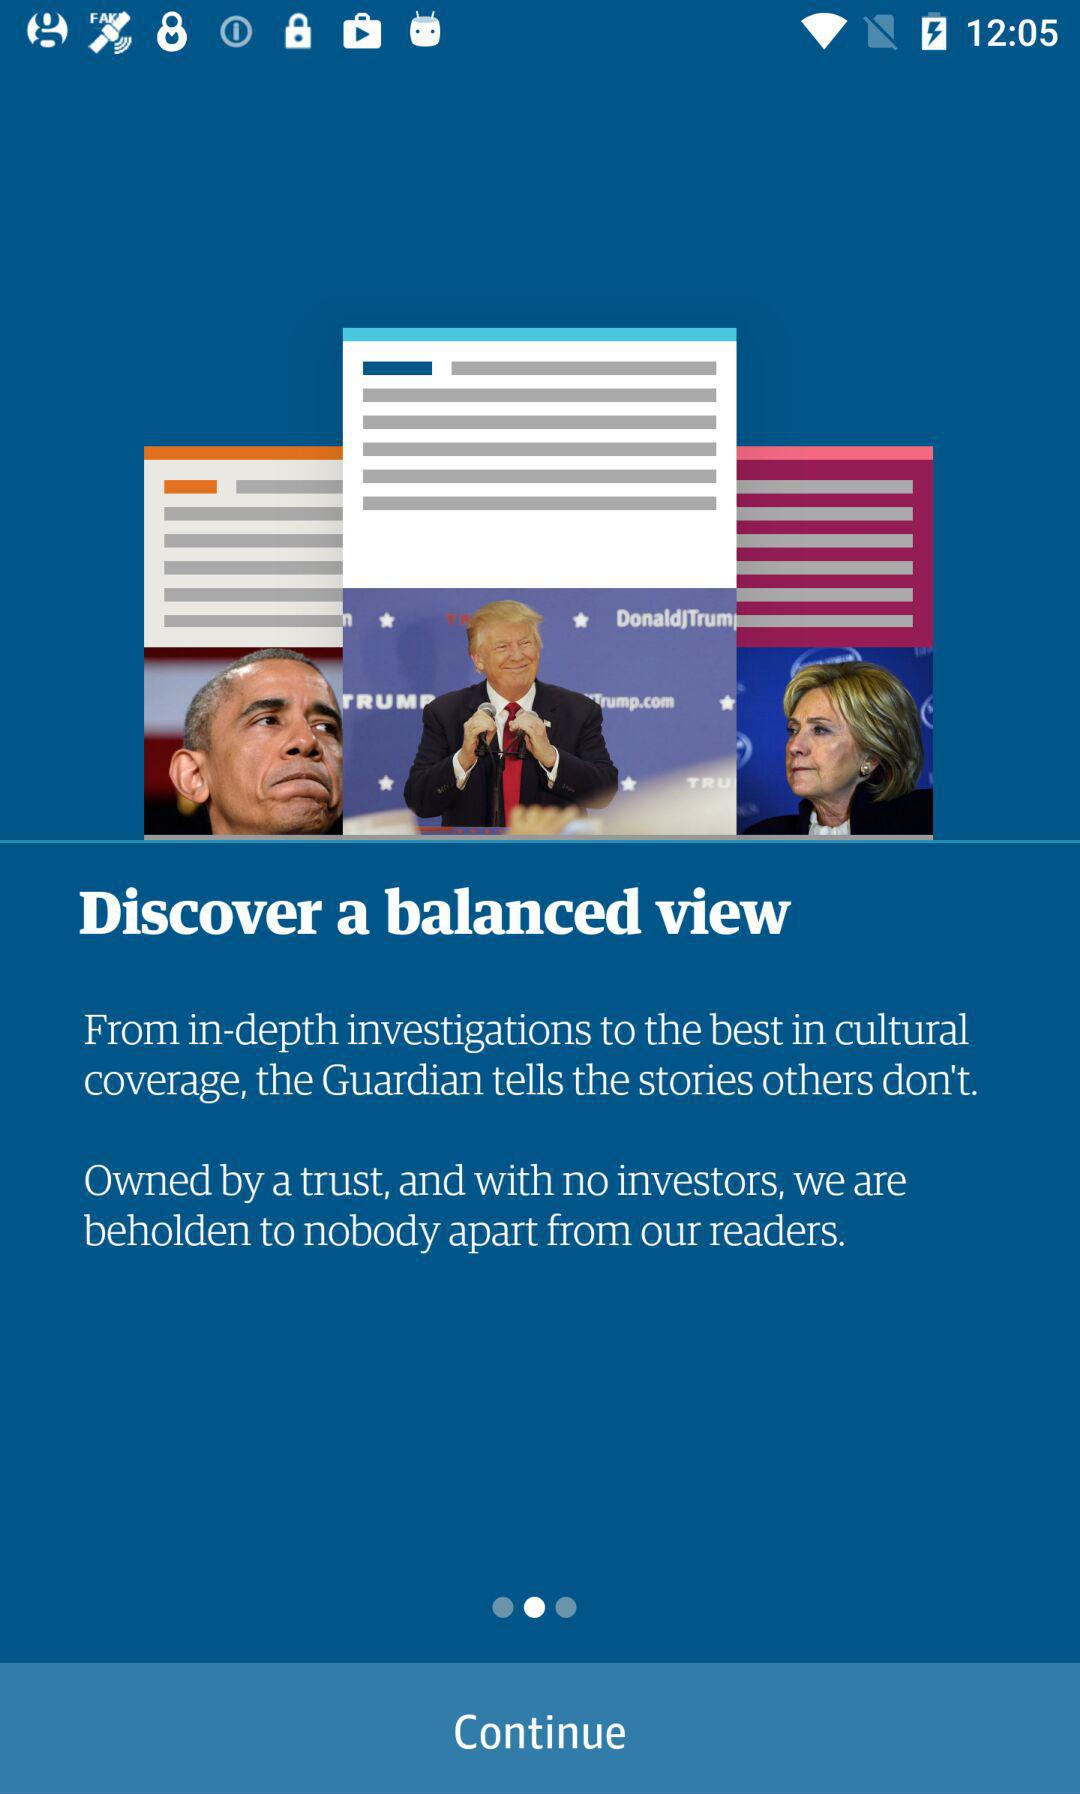 FAKE
12:05
DonaldJTrum
TRUMP
Trump.com
TRU
Discover a balanced view
From in-depth investigations to the best in cultural
coverage, the Guardian tells the stories others don't.
Owned by a trust, and with no investors, we are
beholden to nobody apart from our readers.
Continue